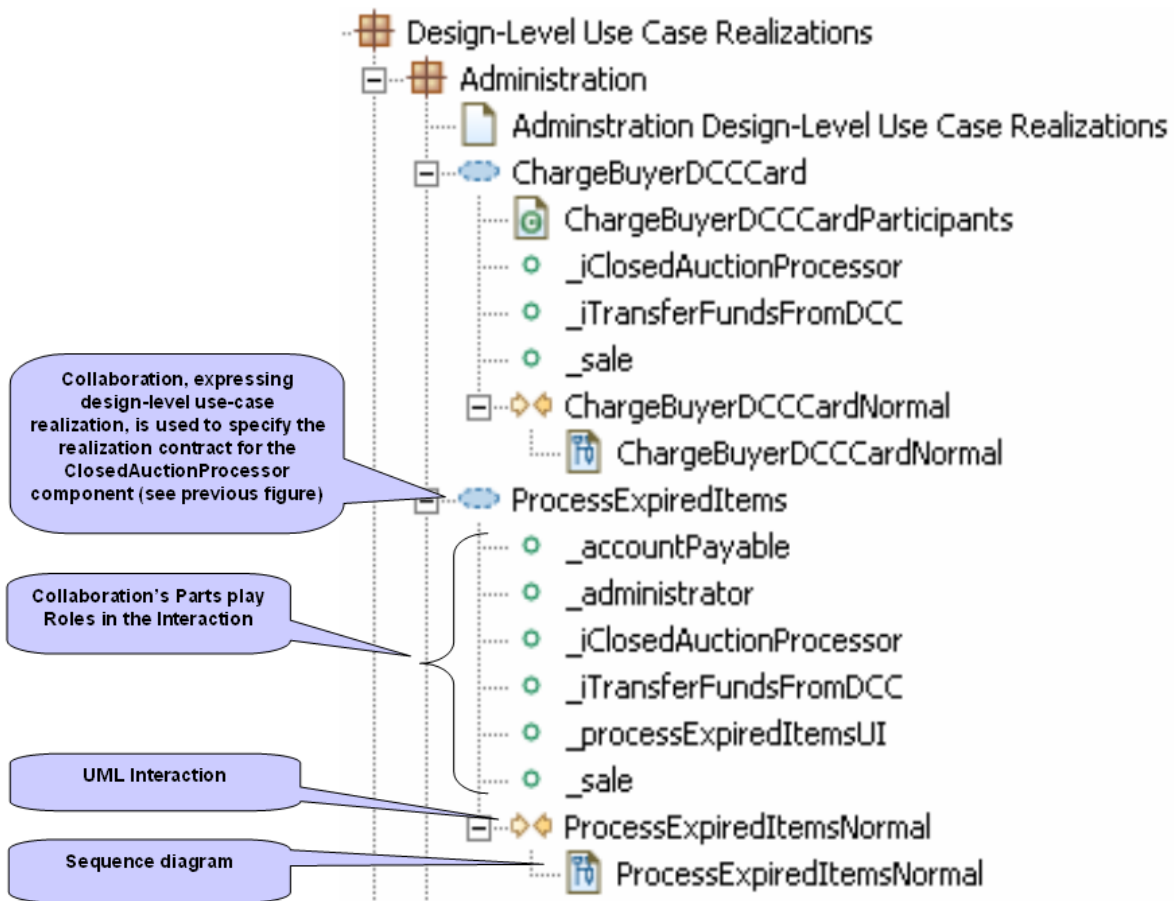 Design-Level Use Case Realizations
Administration
Adminstration Design-Level Use Case Realizations
ChargeBuyerDCCCard
ChargeBuyerDCCCardParticipants
_iClosedAuctionProcessor
_iTransferFundsFromDCC
_sale
ChargeBuyerDCCCardNormal
ChargeBuyerDCCCardNormal
Collaboration, expressing
design-level use-case
realization, is used to specify the
realization contract for the
ClosedAuctionProcessor
component (see previous figure)
ProcessExpiredItems
Collaboration's Parts play
Roles in the Interaction
_accountPayable
_administrator
_iClosedAuctionProcessor
_iTransferFundsFromDCC
_processExpiredItemsUI
_sale
UML Interaction
ProcessExpiredItemsNormal
Sequence diagram
ProcessExpiredItemsNormal